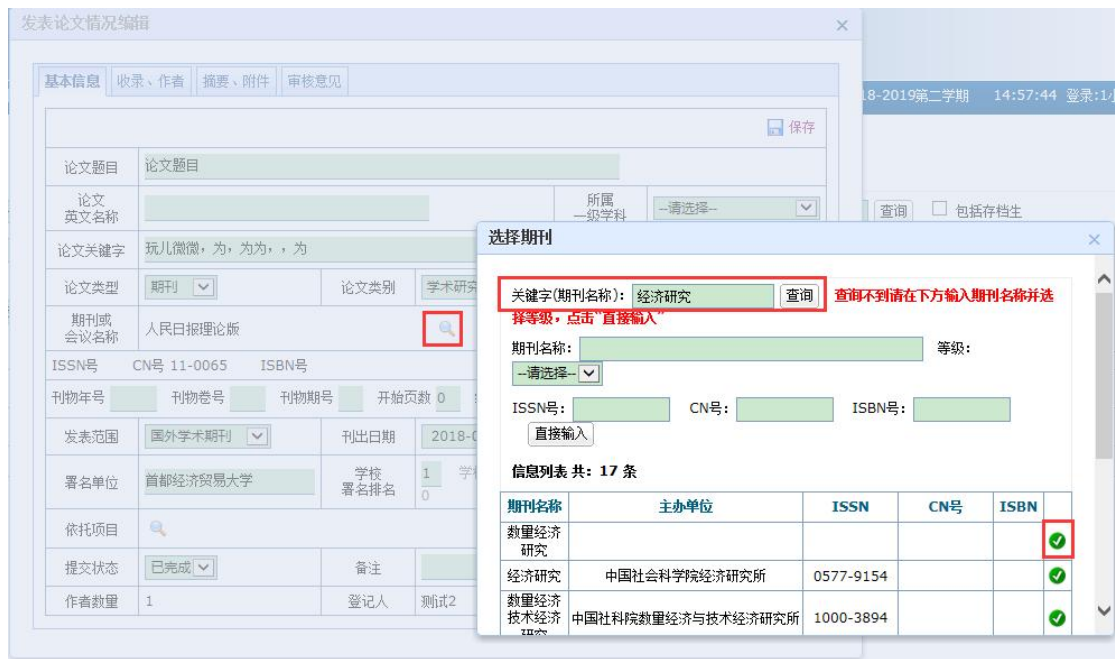 发表论文情况编辑
基本信息 收录、作者 摘要、附件 审核意见
18-2019第二学期 14:57:44 登录:1小
保存
论文题目 论文题目
论文
英文名称
所属
一级学科
--请选择--
查询 包括存档生
论文关键字 玩儿微微,为,为为,,为
论文类型 期刊 论文类别 学术研究
期刊或
会议名称
人民日报理论版
ISSN号 CN号 11-0065 ISBN号
刊物年号 刊物卷号 刊物期号 开始页数 0
发表范围 国外学术期刊 刊出日期 2018-0
署名单位 首都经济贸易大学
学校
署名排名
1 学
0
依托项目
提交状态 已完成 备注
作者数量 1 登记人 测试2
选择期刊
关键字(期刊名称): 经济研究 查询 查询不到请在下方输入期刊名称并选
择等级,点击"直接输入"
期刊名称: 等级:
--请选择--
ISSN号: CN号: ISBN号:
直接输入
信息列表 共: 17 条
期刊名称 主办单位 ISSN CN号 ISBN
数量经济
研究
经济研究 中国社会科学院经济研究所 0577-9154
数量经济
技术经济
研究
中国社科院数量经济与技术经济研究所 1000-3894